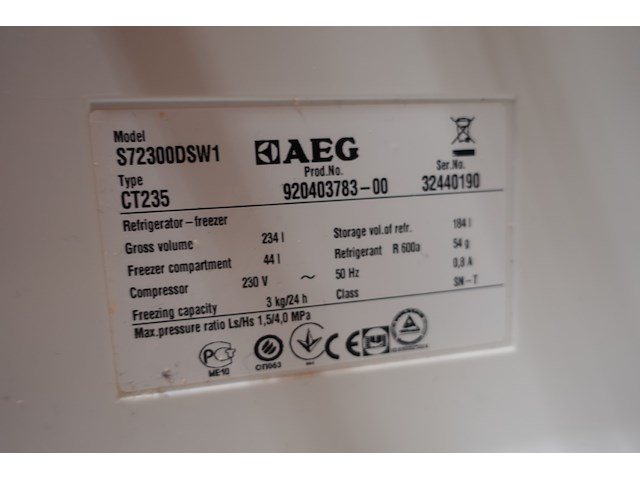 Model
S72300DSW1
AEG
Type
CT235
Prod.No.
920403783-00
Ser.No.
32440190
Refrigerator-freezer
Gross volume 234 l
Storage vol.of refr. 184 l
Freezer compartment 44 l
Refrigerant R 600a 54 g
Compressor 230 V ~ 50 Hz 0,8 A
Freezing capacity 3 kg/24 h
Class SN-T
Max.pressure ratio Ls/Hs 1,5/4,0 MPa
ME10
CE